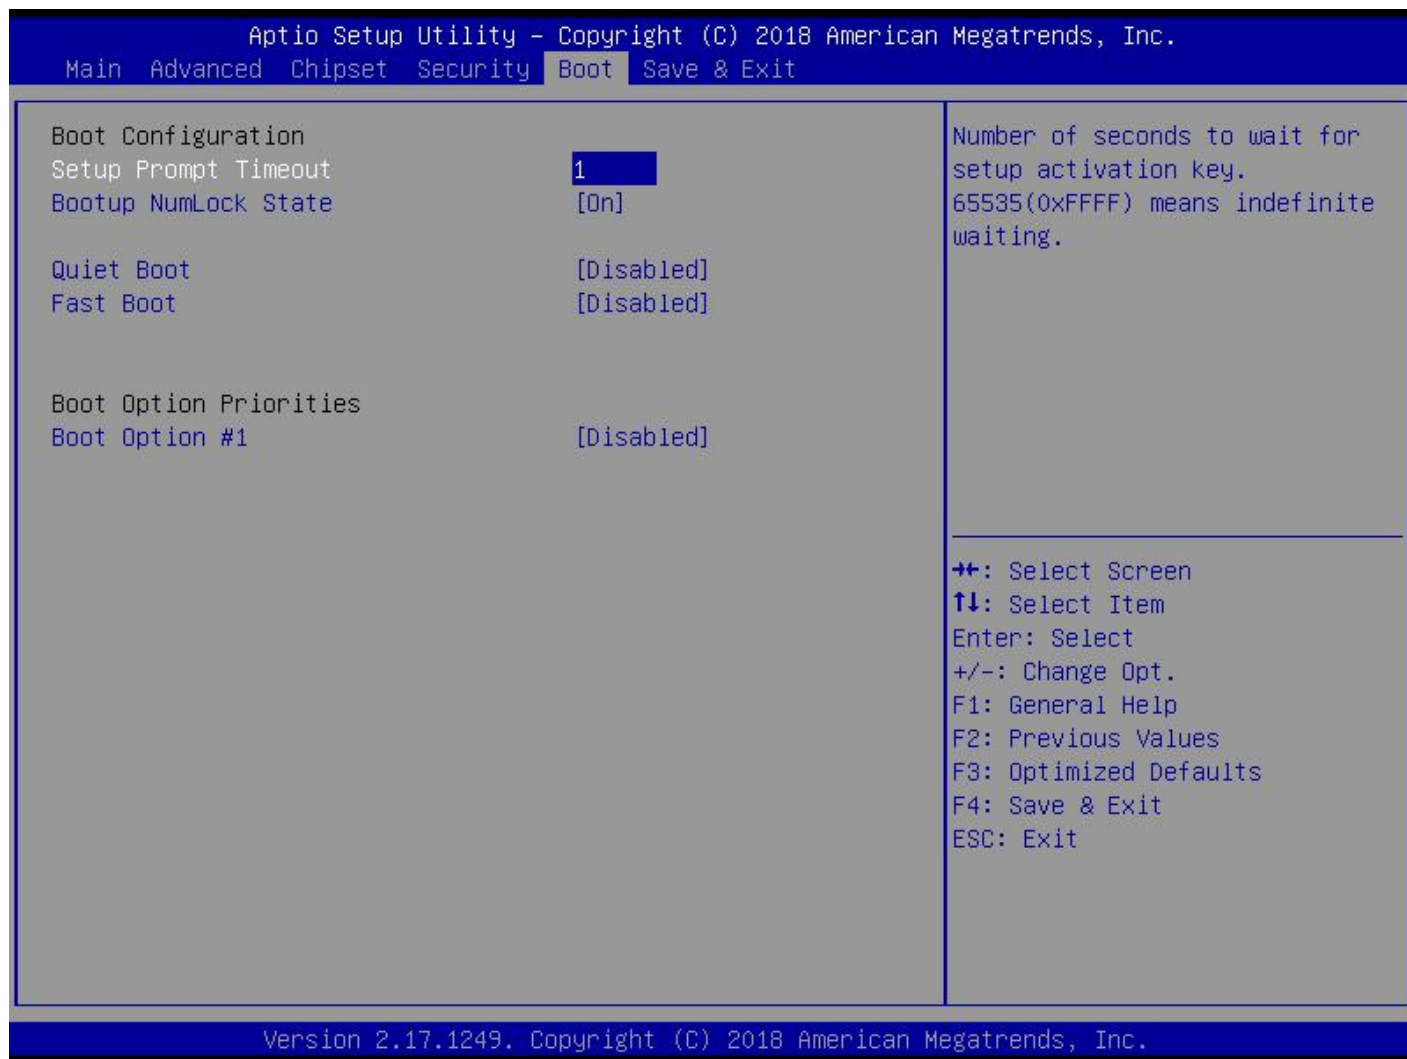 Aptio Setup Utility – Copyright (C) 2018 American Megatrends, Inc.
Main Advanced Chipset Security Boot Save & Exit
Boot Configuration
Setup Prompt Timeout 1
Bootup NumLock State [On]
Quiet Boot [Disabled]
Fast Boot [Disabled]
Boot Option Priorities
Boot Option #1 [Disabled]
Number of seconds to wait for
setup activation key.
65535(0xFFFF) means indefinite
waiting.
→←: Select Screen
↑↓: Select Item
Enter: Select
+/-: Change Opt.
F1: General Help
F2: Previous Values
F3: Optimized Defaults
F4: Save & Exit
ESC: Exit
Version 2.17.1249. Copyright (C) 2018 American Megatrends, Inc.